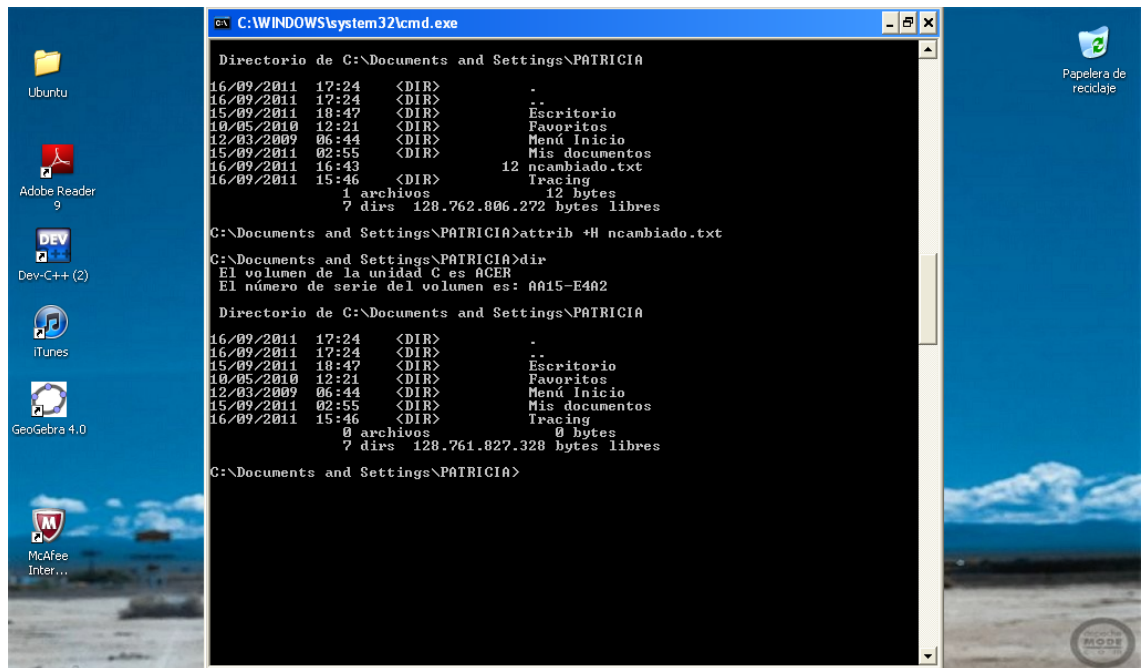 C:\WINDOWS\system32\cmd.exe
Directorio de C:\Documents and Settings\PATRICIA
16/09/2011  17:24    <DIR>          .
16/09/2011  17:24    <DIR>          ..
15/09/2011  18:47    <DIR>          Escritorio
10/05/2010  12:21    <DIR>          Favoritos
12/03/2009  06:44    <DIR>          Menú Inicio
15/09/2011  02:55    <DIR>          Mis documentos
16/09/2011  16:43                12 ncambiado.txt
16/09/2011  15:46    <DIR>          Tracing
1 archivos             12 bytes
7 dirs  128.762.806.272 bytes libres
C:\Documents and Settings\PATRICIA>attrib +H ncambiado.txt
C:\Documents and Settings\PATRICIA>dir
El volumen de la unidad C es ACER
El número de serie del volumen es: AA15-E4A2
Directorio de C:\Documents and Settings\PATRICIA
16/09/2011  17:24    <DIR>          .
16/09/2011  17:24    <DIR>          ..
15/09/2011  18:47    <DIR>          Escritorio
10/05/2010  12:21    <DIR>          Favoritos
12/03/2009  06:44    <DIR>          Menú Inicio
15/09/2011  02:55    <DIR>          Mis documentos
16/09/2011  15:46    <DIR>          Tracing
0 archivos              0 bytes
7 dirs  128.761.827.328 bytes libres
C:\Documents and Settings\PATRICIA>
Ubuntu
Adobe Reader
9
DEV
C++
Dev-C++ (2)
iTunes
GeoGebra 4.0
McAfee
Inter...
Papelera de
reciclaje
depeche
MODE